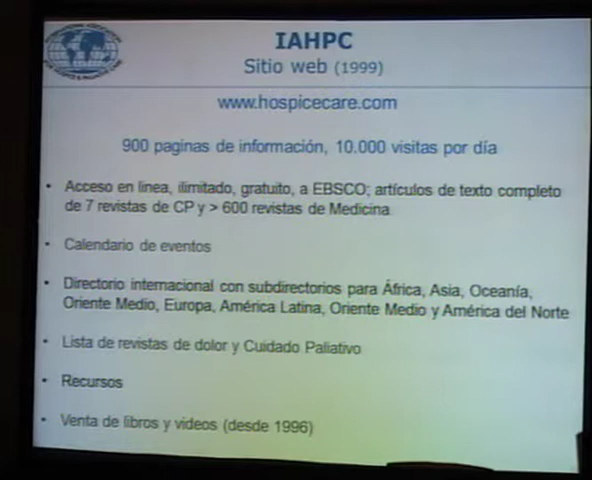 IAHPC
Sitio web (1999)
www.hospicecare.com
900 paginas de información, 10.000 visitas por día
• Acceso en línea, ilimitado, gratuito, a EBSCO; artículos de texto completo
de 7 revistas de CP y > 600 revistas de Medicina
• Calendario de eventos
• Directorio internacional con subdirectorios para África, Asia, Oceanía,
Oriente Medio, Europa, América Latina, Oriente Medio y América del Norte
• Lista de revistas de dolor y Cuidado Paliativo
• Recursos
• Venta de libros y videos (desde 1996)